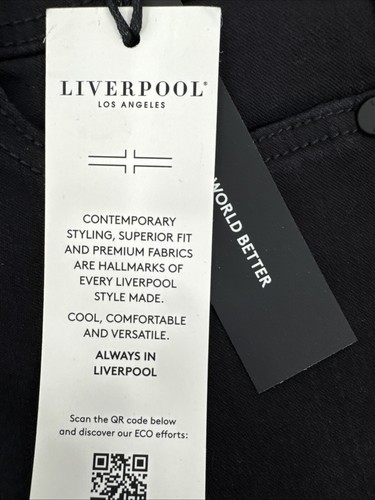 LIVERPOOL®
LOS ANGELES
CONTEMPORARY
STYLING, SUPERIOR FIT
AND PREMIUM FABRICS
ARE HALLMARKS OF
EVERY LIVERPOOL
STYLE MADE.
COOL, COMFORTABLE
AND VERSATILE.
ALWAYS IN
LIVERPOOL
Scan the QR code below
and discover our ECO efforts:
WORLD BETTER